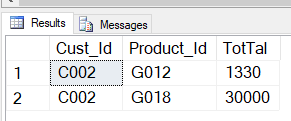 Results Messages
Cust_Id Product_Id TotTal
1 C002 G012 1330
2 C002 G018 30000